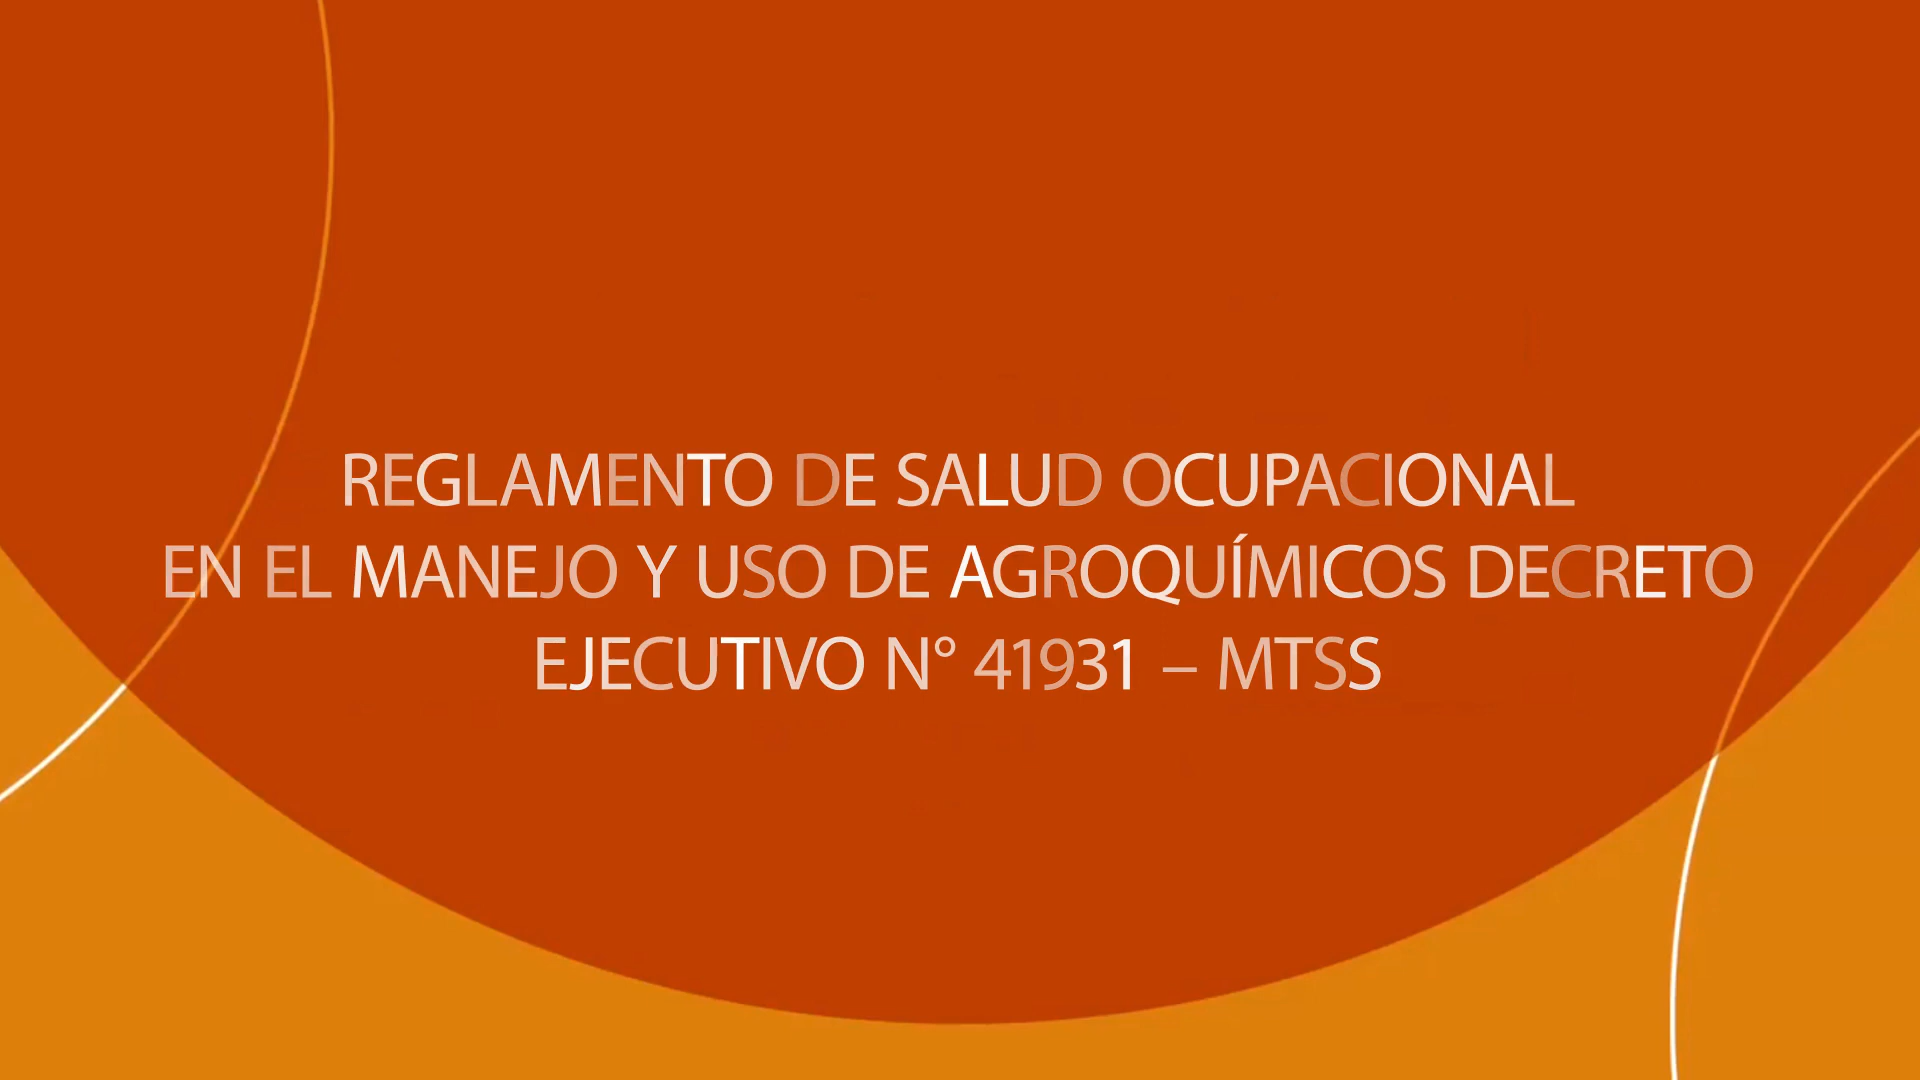 REGLAMENTO DE SALUD OCUPACIONAL
EN EL MANEJO Y USO DE AGROQUÍMICOS DECRETO
EJECUTIVO N° 41931 – MTSS